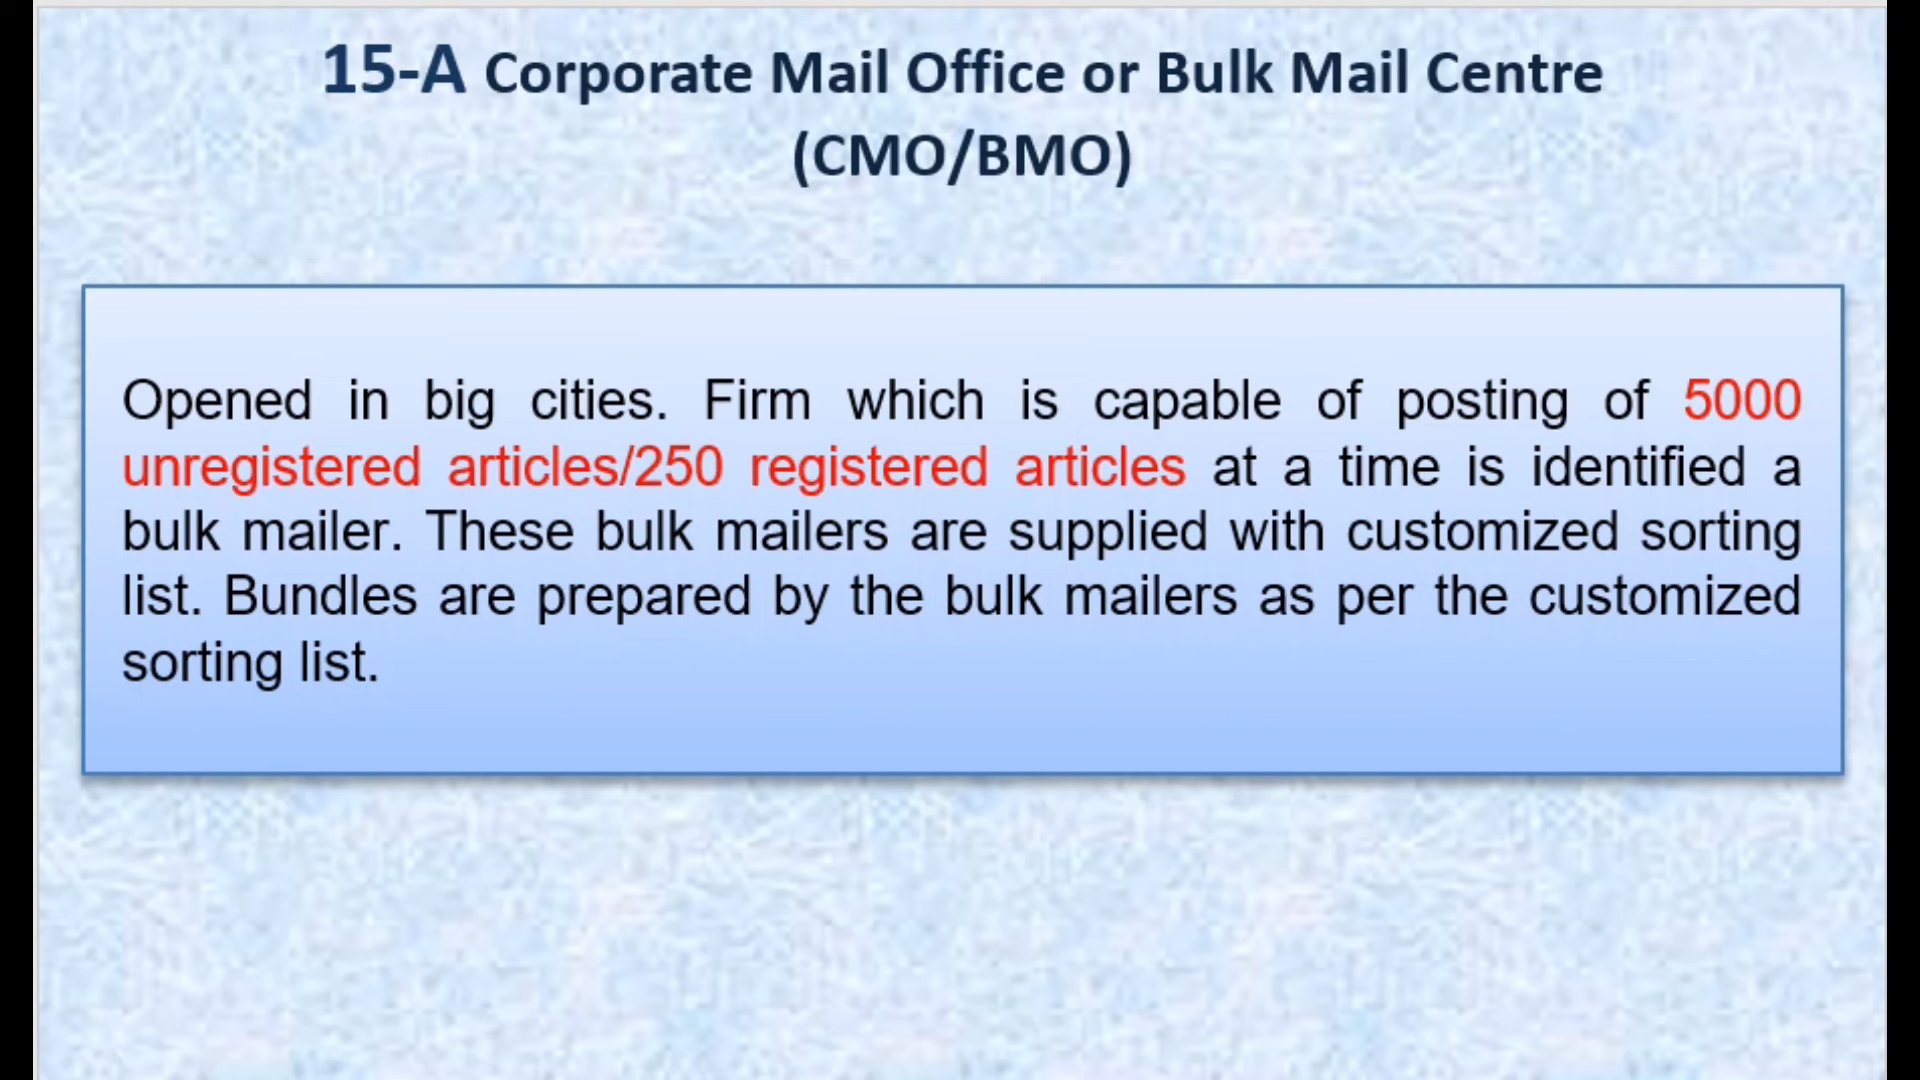 15-A Corporate Mail Office or Bulk Mail Centre
(CMO/BMO)
Opened in big cities. Firm which is capable of posting of 5000
unregistered articles/250 registered articles at a time is identified a
bulk mailer. These bulk mailers are supplied with customized sorting
list. Bundles are prepared by the bulk mailers as per the customized
sorting list.